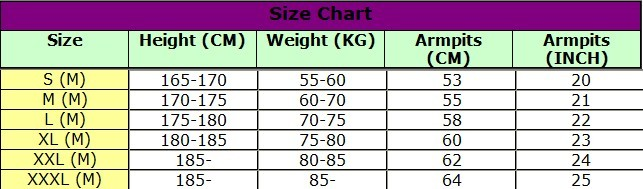 Size Chart
Size Height (CM) Weight (KG) Armpits (CM) Armpits (INCH)
S (M) 165-170 55-60 53 20
M (M) 170-175 60-70 55 21
L (M) 175-180 70-75 58 22
XL (M) 180-185 75-80 60 23
XXL (M) 185- 80-85 62 24
XXXL (M) 185- 85- 64 25